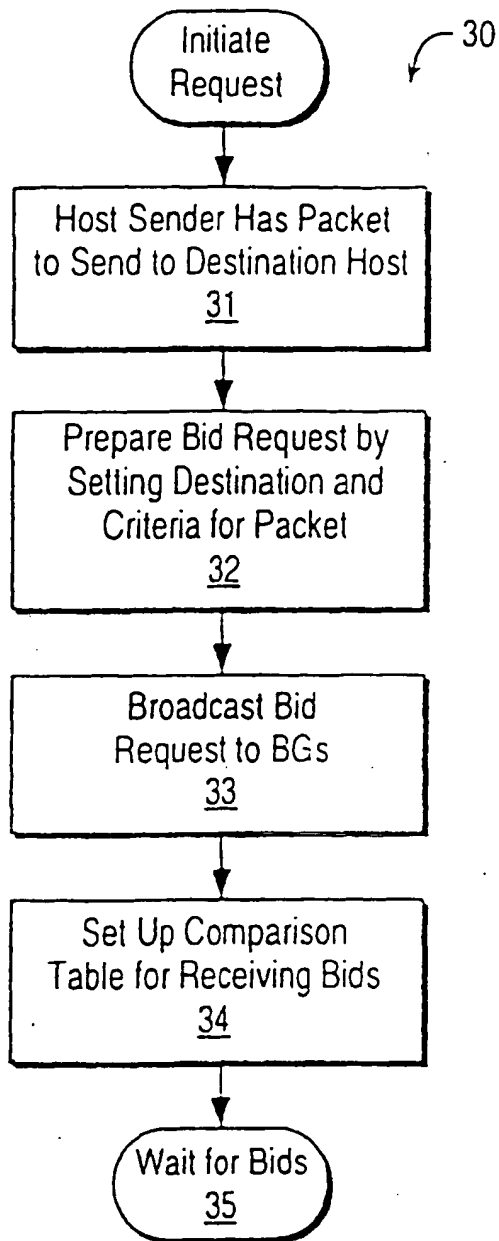 Initiate
Request
30
Host Sender Has Packet
to Send to Destination Host
31
Prepare Bid Request by
Setting Destination and
Criteria for Packet
32
Broadcast Bid
Request to BGs
33
Set Up Comparison
Table for Receiving Bids
34
Wait for Bids
35